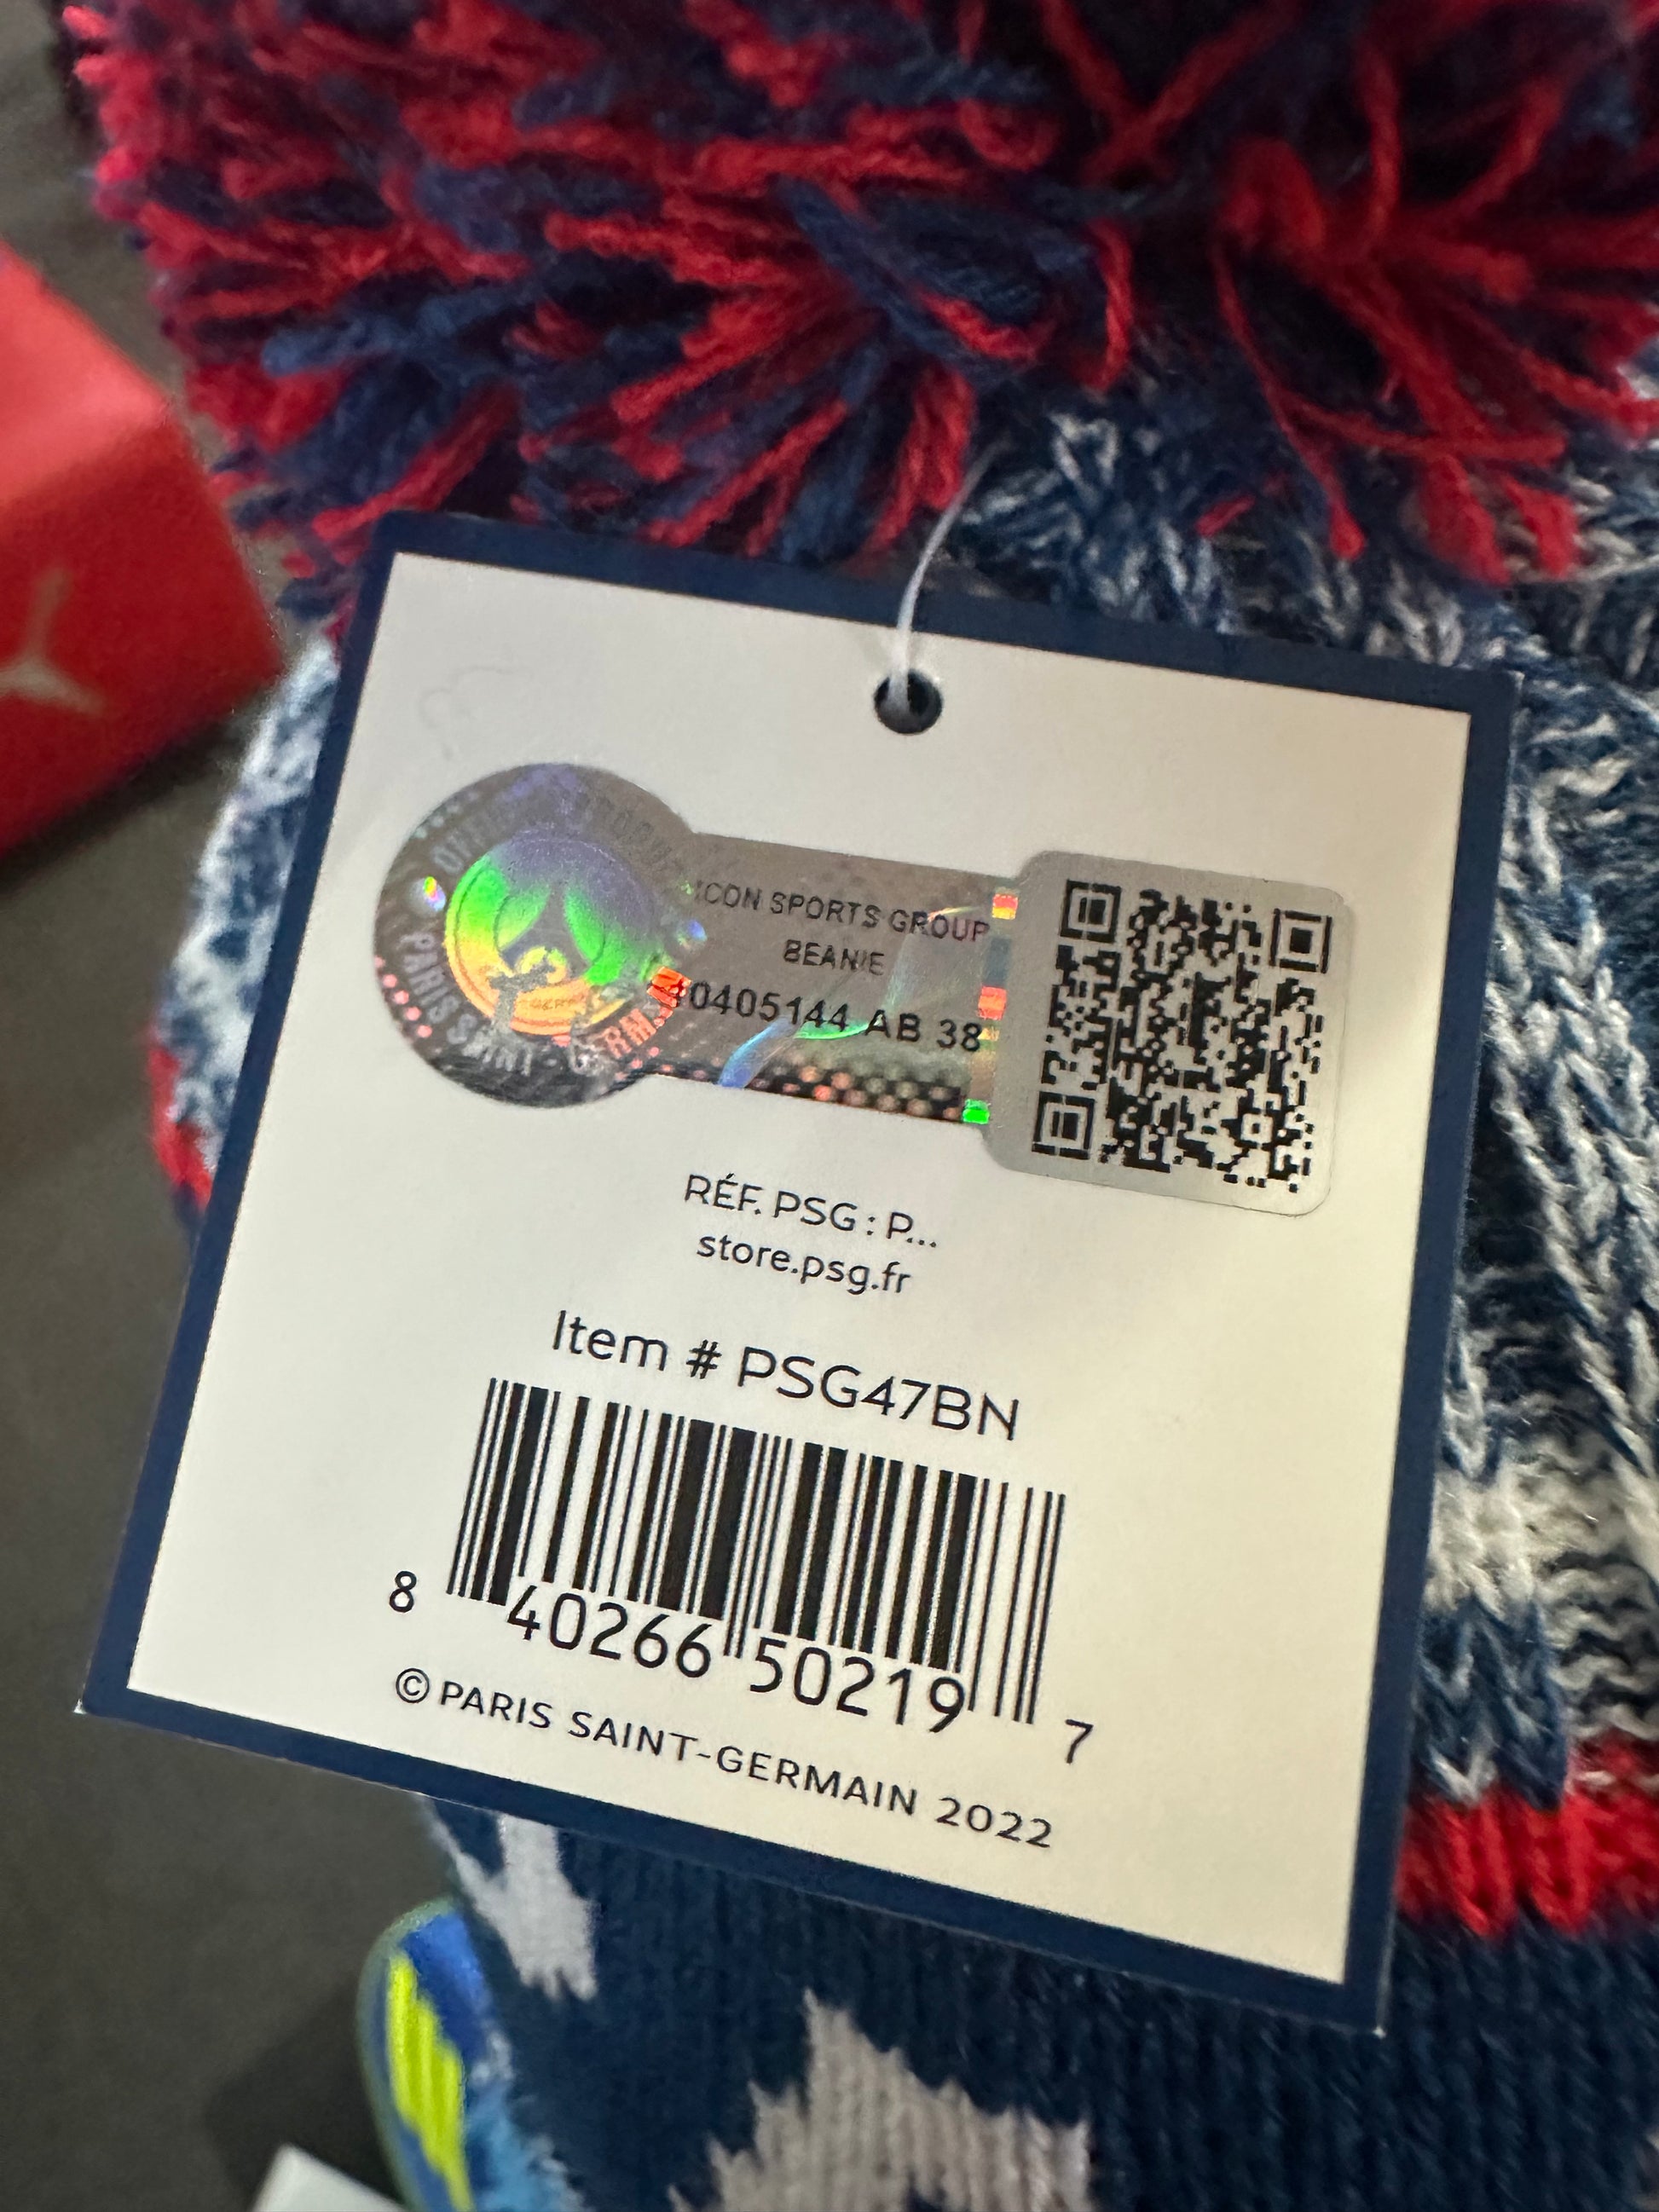 PARIS SAINT - GERMAIN
ICON SPORTS GROUP
BEANIE
0405144 AB 38
RÉF. PSG : P...
store.psg.fr
Item # PSG47BN
8 40266 50219 7
© PARIS SAINT-GERMAIN 2022